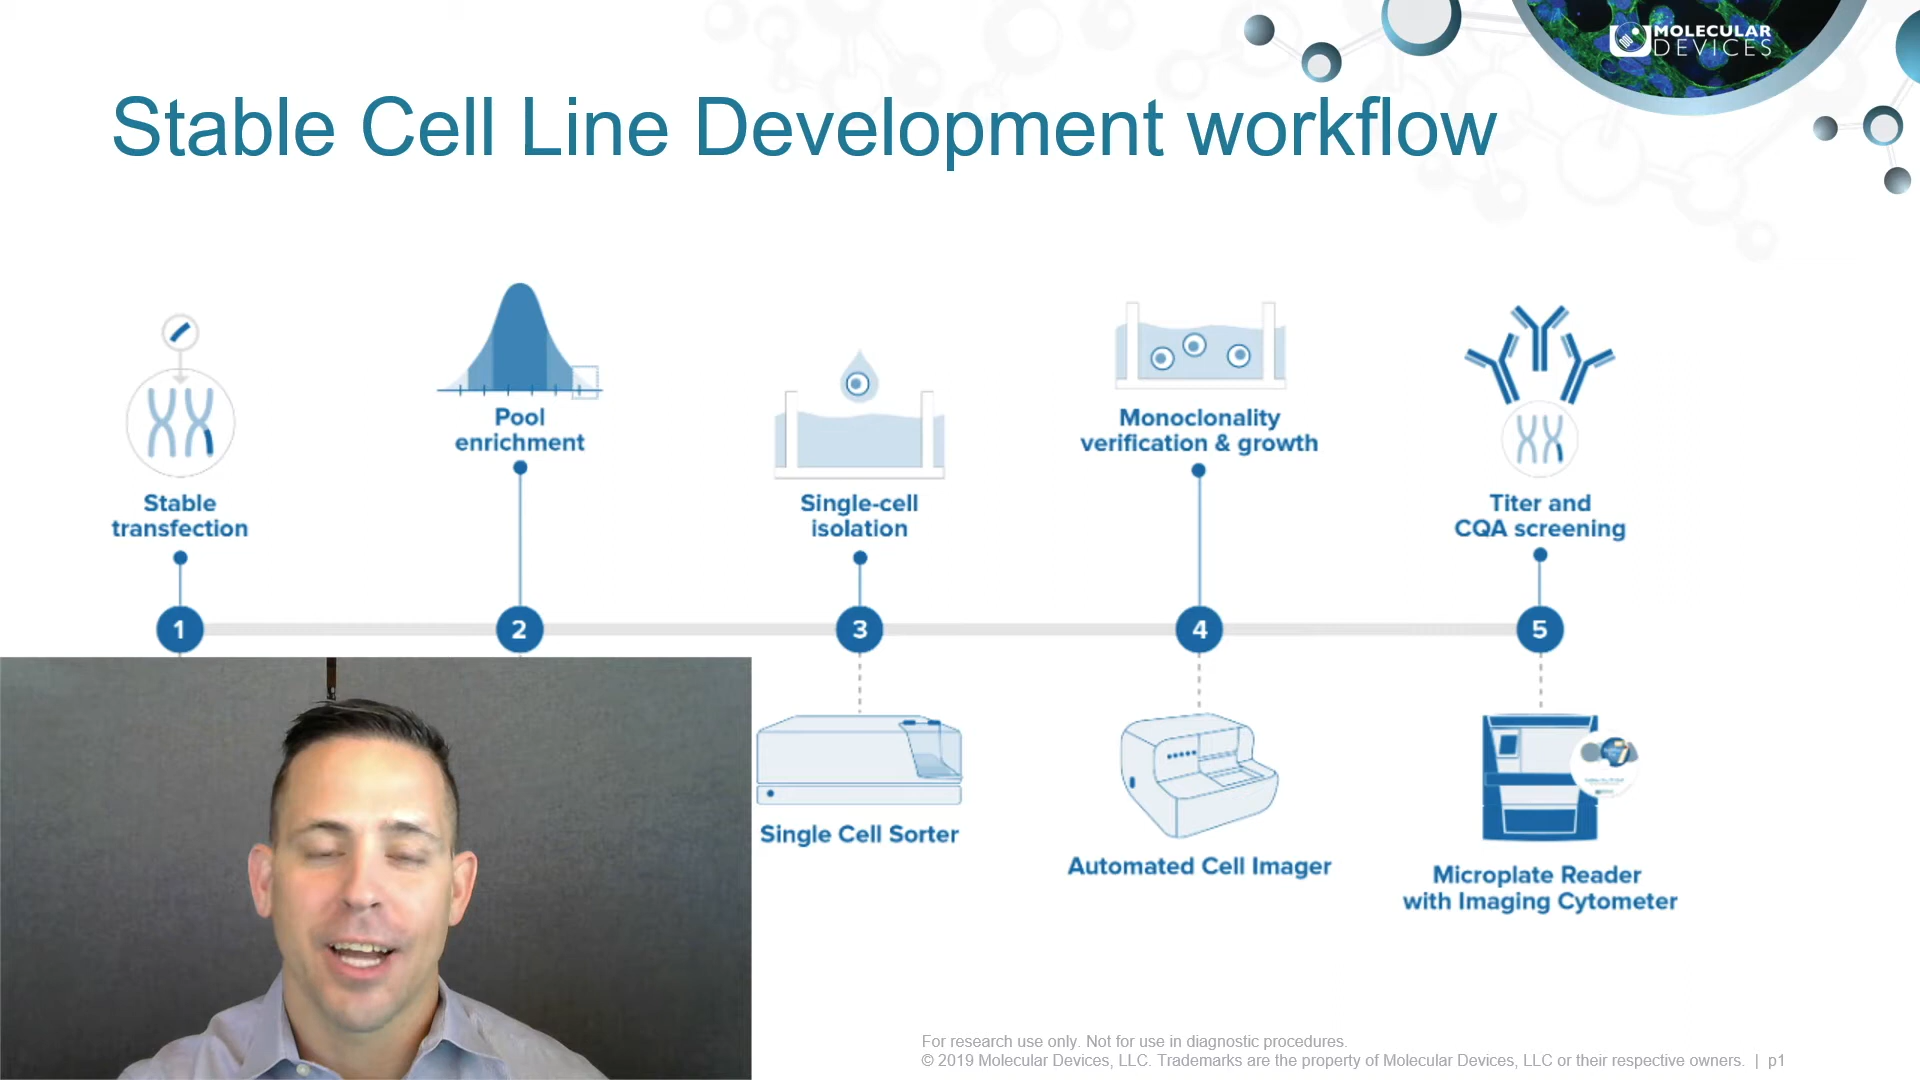 MOLECULAR
DEVICES
Stable Cell Line Development workflow
Stable
transfection
Pool
enrichment
Single-cell
isolation
Monoclonality
verification & growth
Titer and
CQA screening
1
2
3
4
5
Single Cell Sorter
Automated Cell Imager
Microplate Reader
with Imaging Cytometer
For research use only. Not for use in diagnostic procedures.
© 2019 Molecular Devices, LLC. Trademarks are the property of Molecular Devices, LLC or their respective owners. | p1